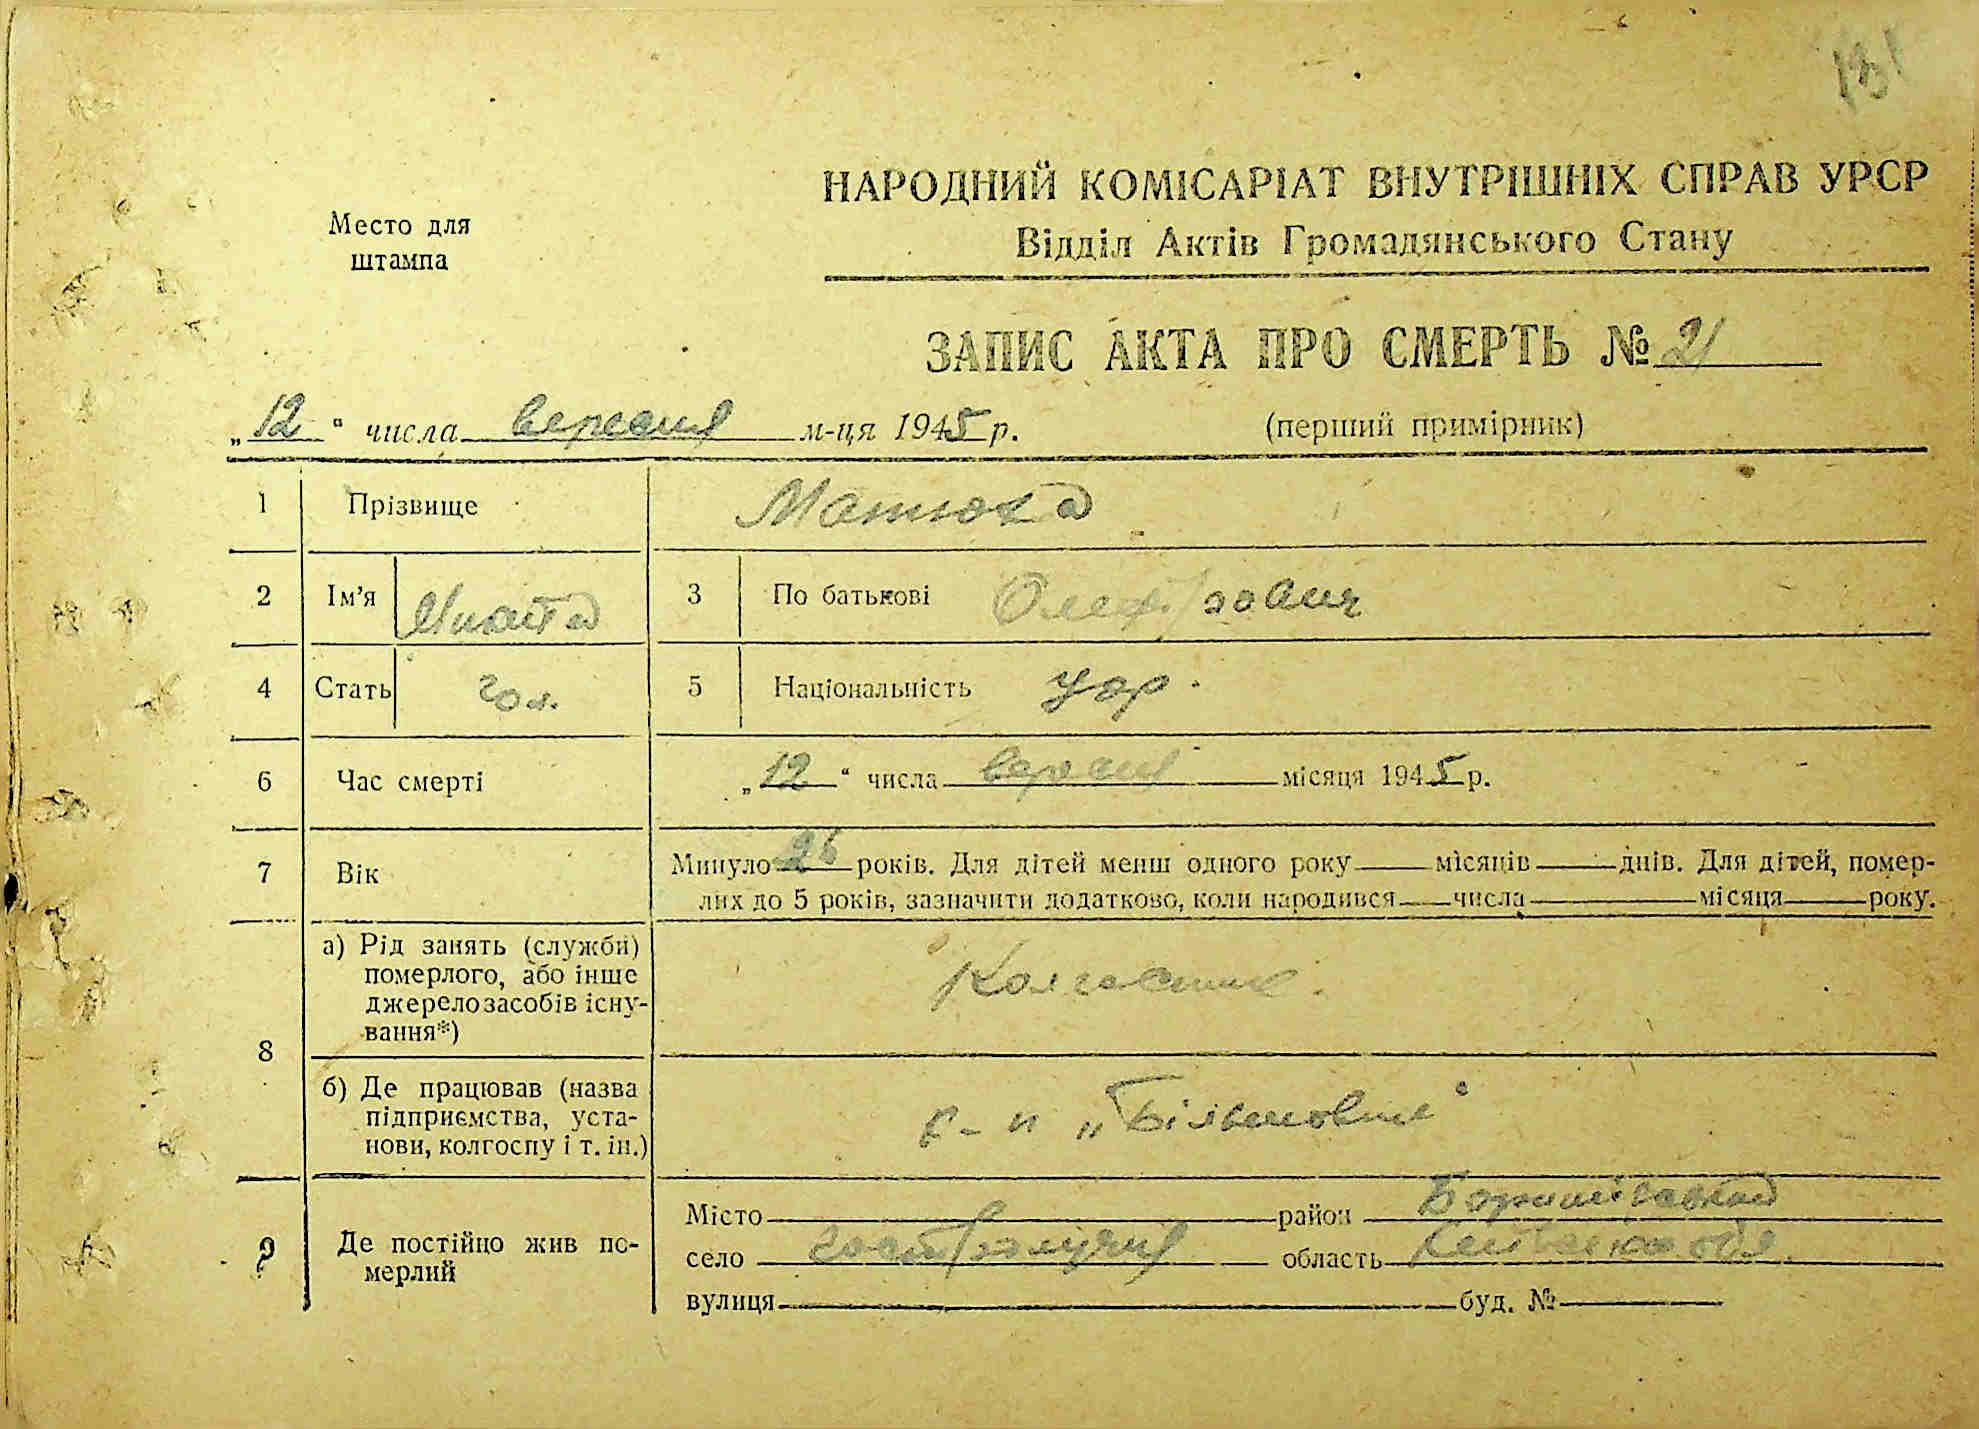 131
НАРОДНИЙ КОМІСАРІАТ ВНУТРІШНІХ СПРАВ УРСР
Место для
штампа
Відділ Актів Громадянського Стану
ЗАПИС АКТА ПРО СМЕРТЬ № 21
„12“ числа вересня м-ця 1945 р. (перший примірник)
1 Прізвище Матюха
2 Ім’я Микита 3 По батькові
4 Стать чол. 5 Національність укр.
6 Час смерті „12“ числа вересня місяця 1945 р.
7 Вік Минуло 26 років. Для дітей менш одного року місяців днів. Для дітей, помер-
лих до 5 років, зазначити додатково, коли народився числа місяця року.
8 а) Рід занять (служби)
померлого, або інше
джерело засобів існу-
вання*)
Колгоспник.
б) Де працював (назва
підприємства, уста-
нови, колгоспу і т. ін.)
к-п „Більшовик“
9 Де постійно жив по-
мерлий
Місто район
село область
вулиця буд. №